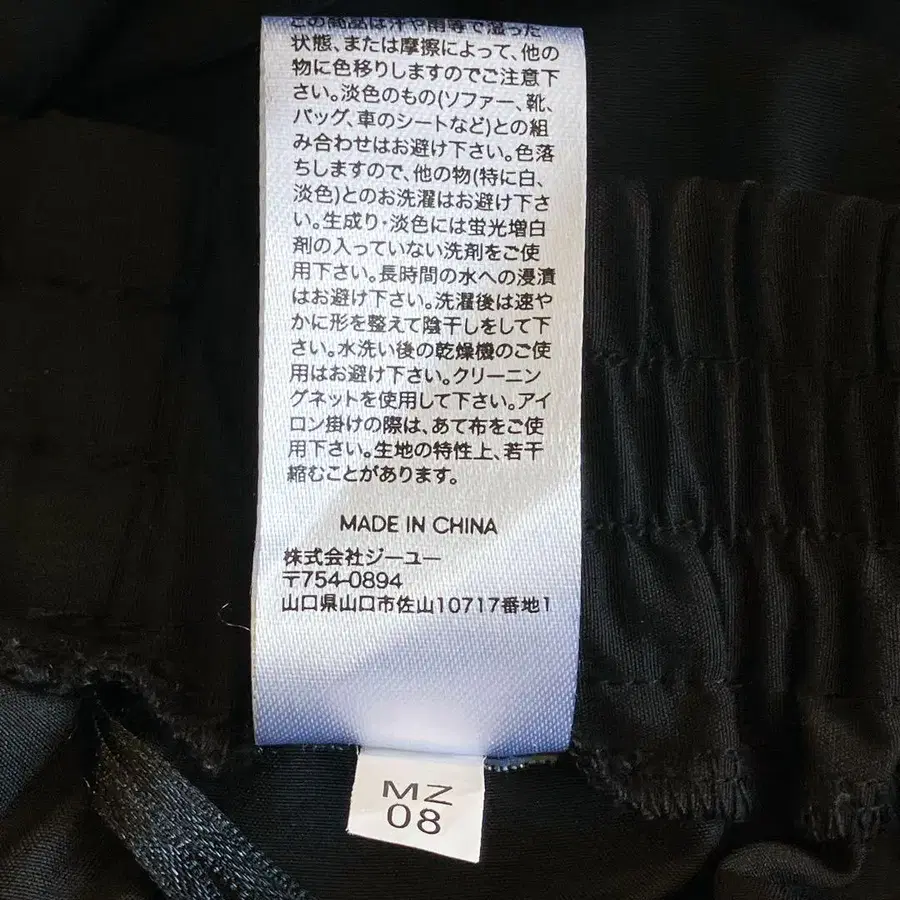 この商品は汗や雨等で湿った
状態、または摩擦によって、他の
物に色移りしますのでご注意下
さい。淡色のもの(ソファー、靴、
バッグ、車のシートなど)との組
み合わせはお避け下さい。色落
ちしますので、他の物(特に白、
淡色)とのお洗濯はお避け下さ
い。生成り・淡色には蛍光増白
剤の入っていない洗剤をご使
用下さい。長時間の水への浸漬
はお避け下さい。洗濯後は速や
かに形を整えて陰干しをして下
さい。水洗い後の乾燥機のご使
用はお避け下さい。クリーニン
グネットを使用して下さい。アイ
ロン掛けの際は、あて布をご使
用下さい。生地の特性上、若干
縮むことがあります。
MADE IN CHINA
株式会社ジーユー
〒754-0894
山口県山口市佐山10717番地1
MZ
08